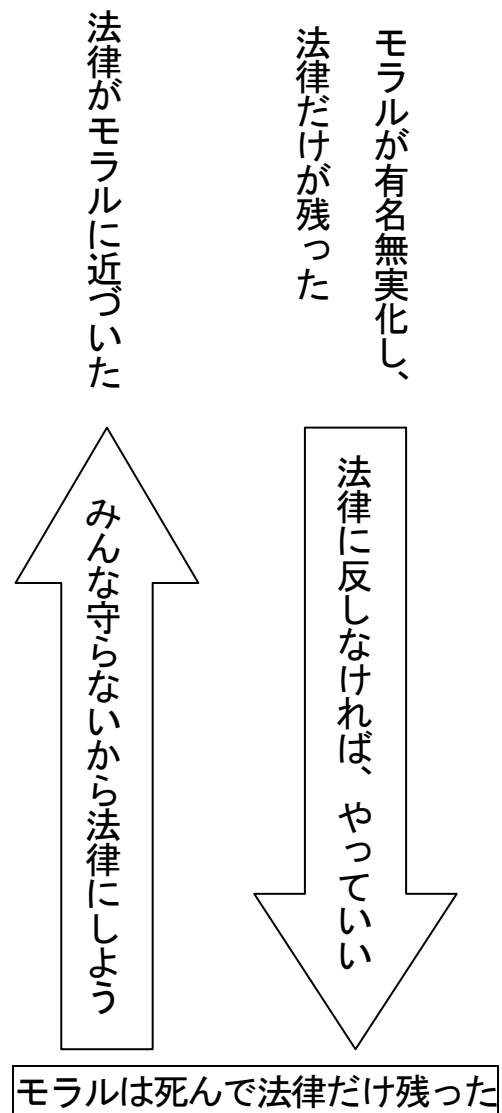 モラルが有名無実化し、
法律だけが残った
法律がモラルに近づいた
法律に反しなければ、やっていい
みんな守らないから法律にしよう
モラルは死んで法律だけ残った